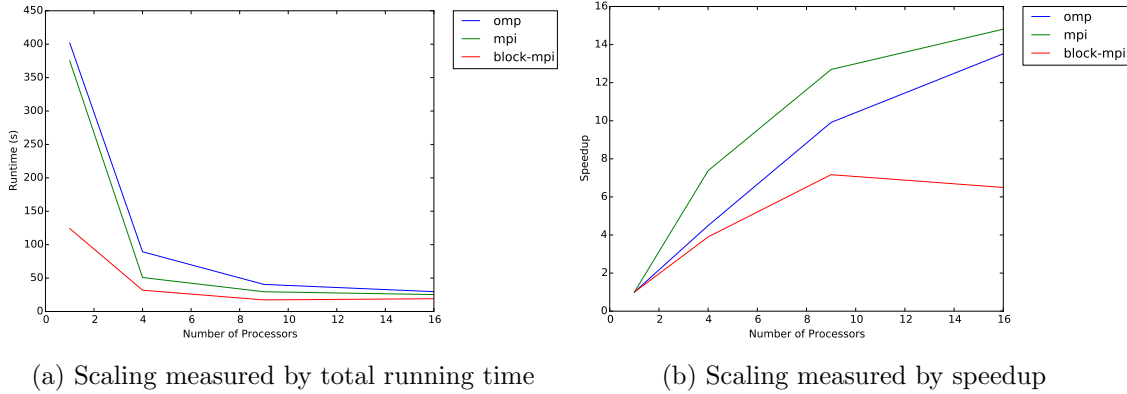 450
400
350
300
250
200
150
100
50
0
Runtime (s)
0 2 4 6 8 10 12 14 16
Number of Processors
omp
mpi
block-mpi
(a) Scaling measured by total running time
16
14
12
10
8
6
4
2
0
Speedup
0 2 4 6 8 10 12 14 16
Number of Processors
omp
mpi
block-mpi
(b) Scaling measured by speedup